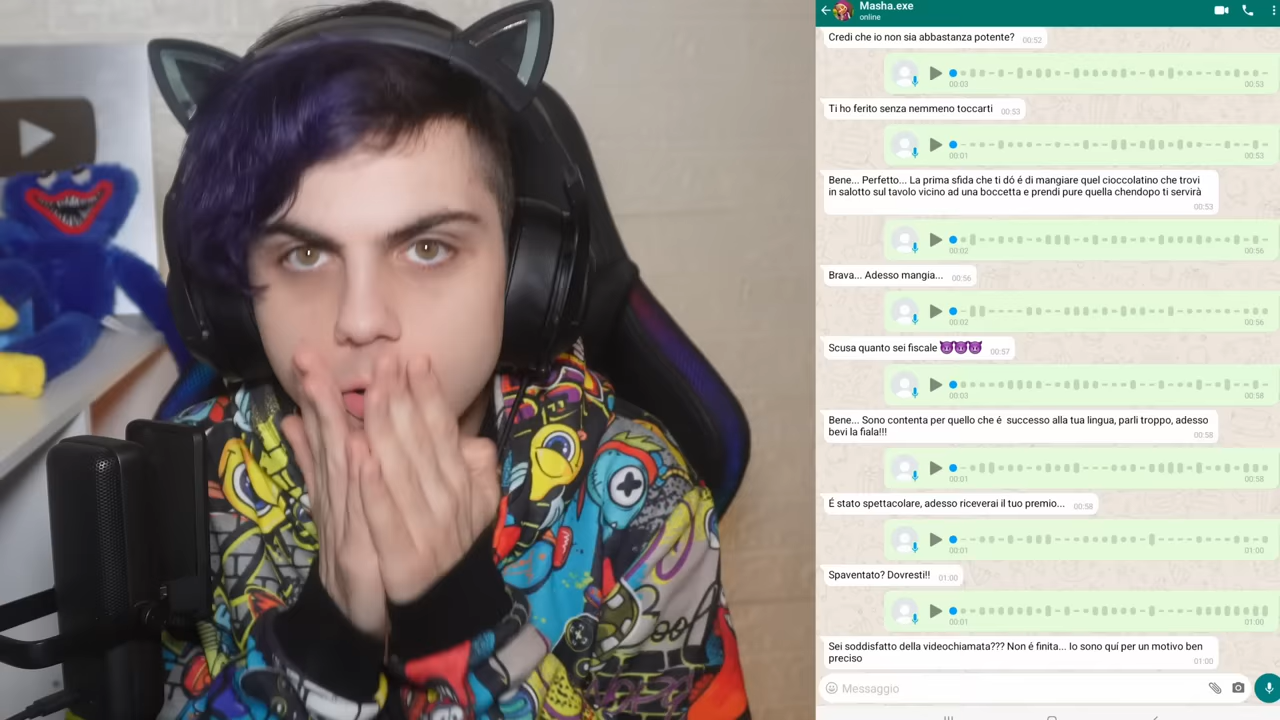 Masha.exe
online
Credi che io non sia abbastanza potente? 00:52
00:03 00:53
Ti ho ferito senza nemmeno toccarti 00:53
00:01 00:53
Bene... Perfetto... La prima sfida che ti dó é di mangiare quel cioccolatino che trovi
in salotto sul tavolo vicino ad una boccetta e prendi pure quella chendopo ti servirà
00:53
00:02 00:56
Brava... Adesso mangia... 00:56
00:02 00:56
Scusa quanto sei fiscale 😈😈😈 00:57
00:03 00:58
Bene... Sono contenta per quello che é successo alla tua lingua, parli troppo, adesso
bevi la fiala!!! 00:58
00:01 00:58
É stato spettacolare, adesso riceverai il tuo premio... 00:58
00:01 01:00
Spaventato? Dovresti!! 01:00
00:01 01:00
Sei soddisfatto della videochiamata??? Non é finita... Io sono quí per un motivo ben
preciso 01:00
Messaggio